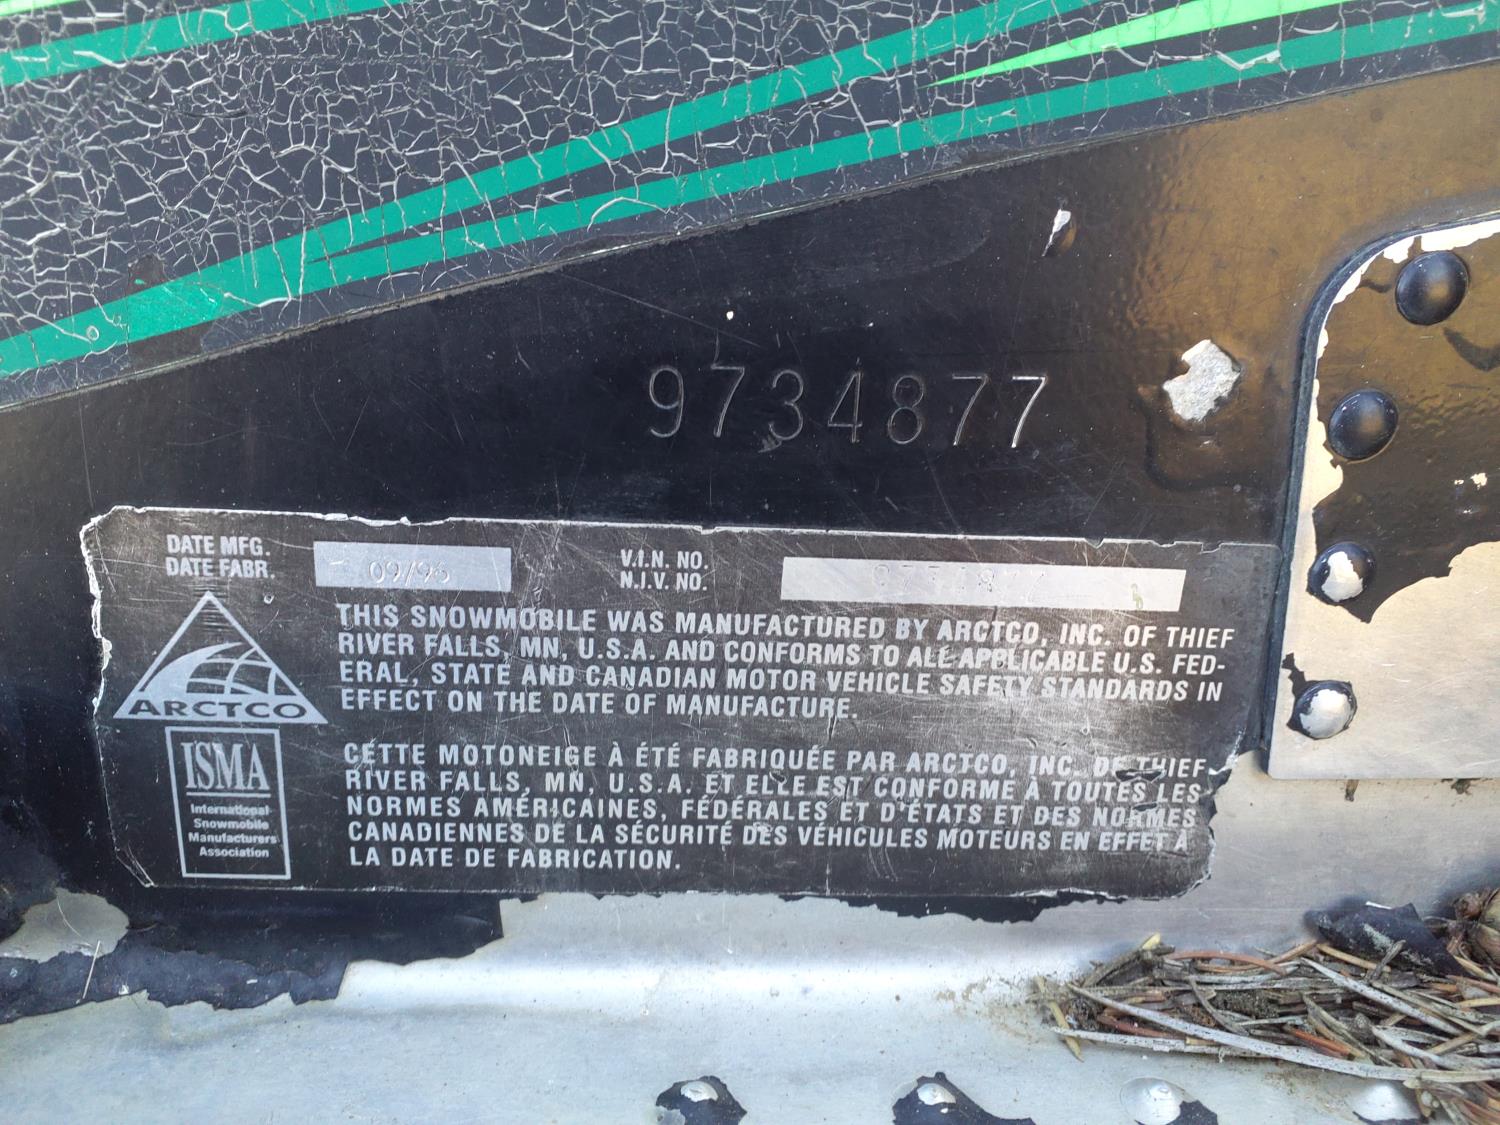 9734877
DATE MFG.
DATE FABR.
09/96
V.I.N. NO.
N.I.V. NO.
9734877
THIS SNOWMOBILE WAS MANUFACTURED BY ARCTCO, INC. OF THIEF
RIVER FALLS, MN, U.S.A. AND CONFORMS TO ALL APPLICABLE U.S. FED-
ERAL, STATE AND CANADIAN MOTOR VEHICLE SAFETY STANDARDS IN
EFFECT ON THE DATE OF MANUFACTURE.
ARCTCO
CETTE MOTONEIGE À ÉTÉ FABRIQUÉE PAR ARCTCO, INC. DE THIEF
RIVER FALLS, MN, U.S.A. ET ELLE EST CONFORME À TOUTES LES
NORMES AMÉRICAINES, FÉDÉRALES ET D'ÉTATS ET DES NORMES
CANADIENNES DE LA SÉCURITÉ DES VÉHICULES MOTEURS EN EFFET À
LA DATE DE FABRICATION.
ISMA
International
Snowmobile
Manufacturers
Association